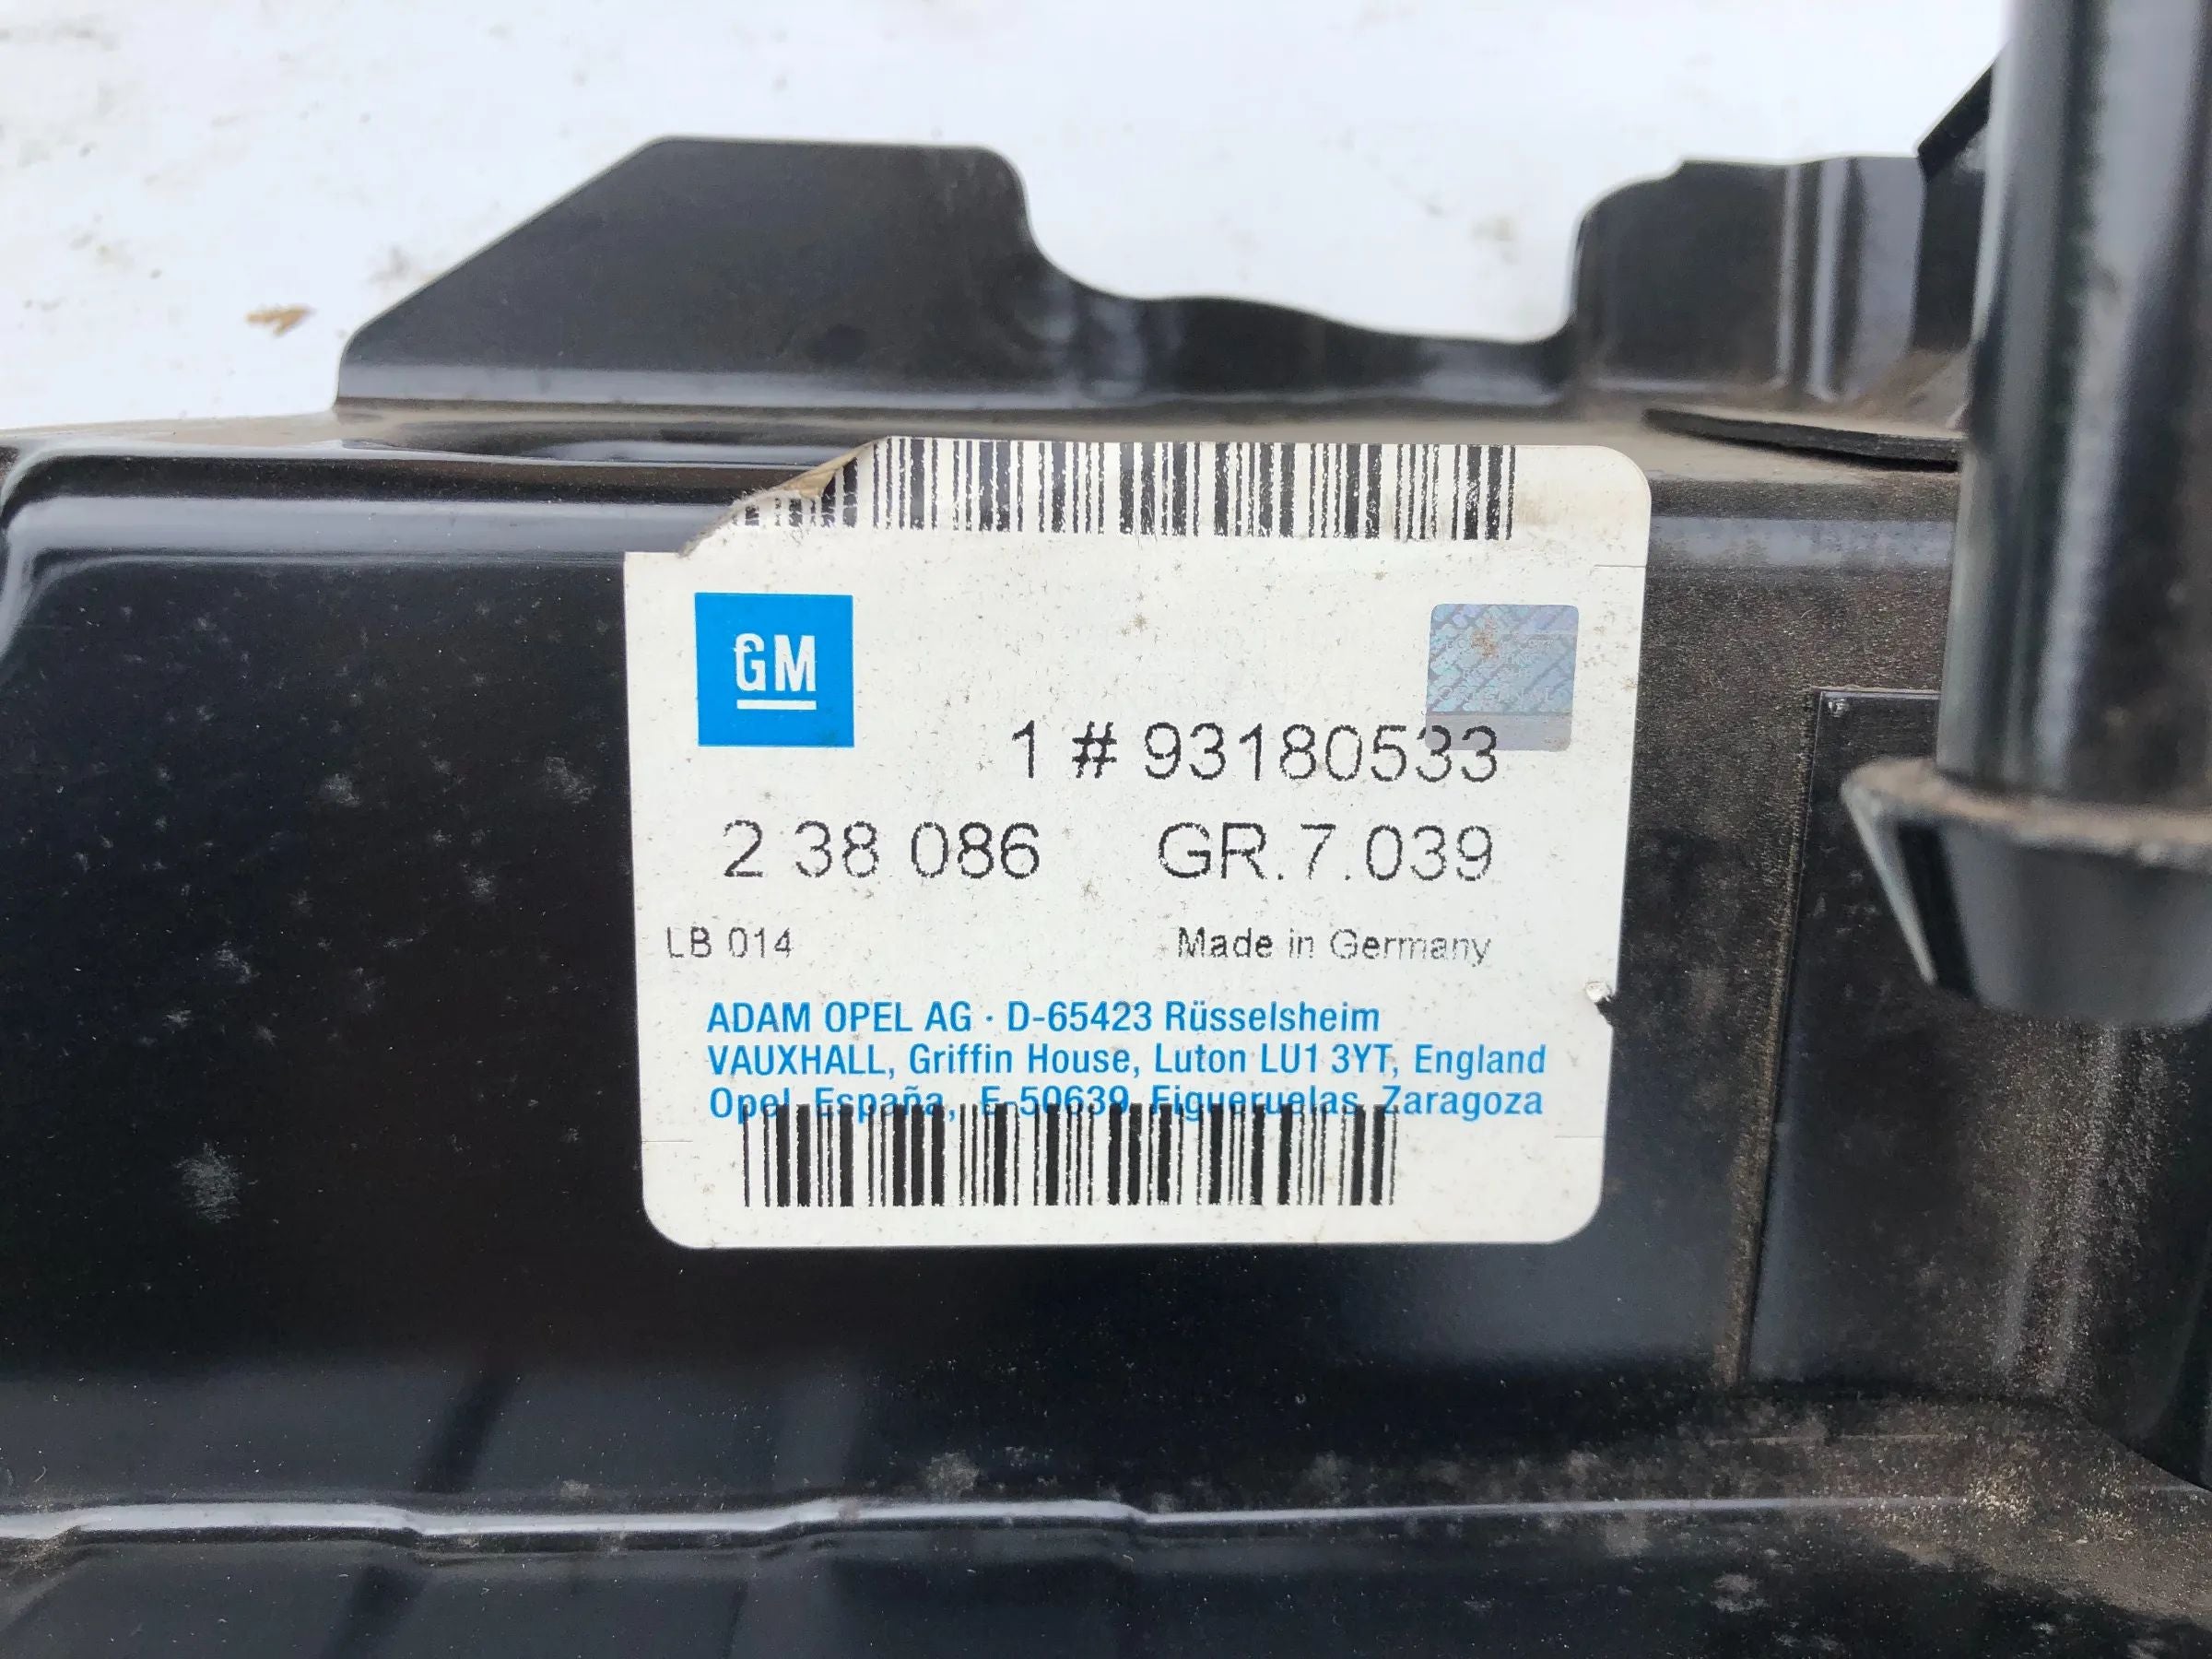 GM
1 # 93180533
2 38 086 GR.7.039
LB 014 Made in Germany
ADAM OPEL AG · D-65423 Rüsselsheim
VAUXHALL, Griffin House, Luton LU1 3YT, England
Opel España, E-50639 Figueruelas Zaragoza